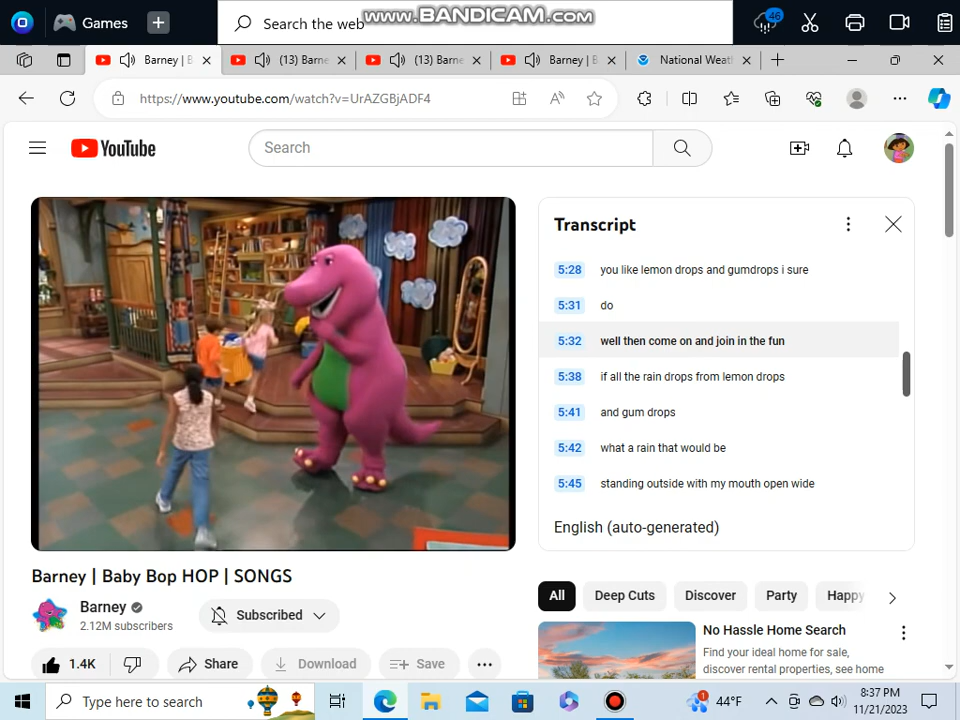 Games
Search the web
www.BANDICAM.com
46
Barney |
(13) Barne
(13) Barne
Barney | B
National Weat
https://www.youtube.com/watch?v=UrAZGBjADF4
YouTube
Search
Transcript
5:28 you like lemon drops and gumdrops i sure
5:31 do
5:32 well then come on and join in the fun
5:38 if all the rain drops from lemon drops
5:41 and gum drops
5:42 what a rain that would be
5:45 standing outside with my mouth open wide
English (auto-generated)
Barney | Baby Bop HOP | SONGS
Barney
2.12M subscribers
Subscribed
1.4K
Share
Download
Save
All
Deep Cuts
Discover
Party
Happy
No Hassle Home Search
Find your ideal home for sale,
discover rental properties, see home
Type here to search
1
44°F
8:37 PM
11/21/2023